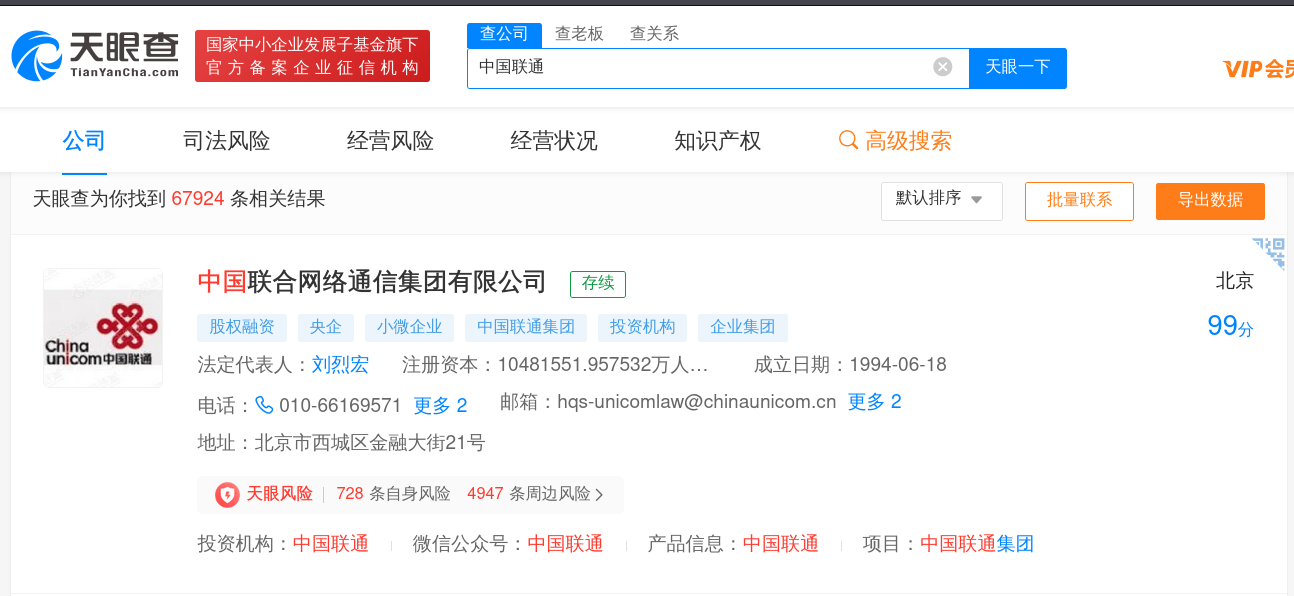 天眼查
TianYanCha.com
国家中小企业发展子基金旗下
官方备案企业征信机构
查公司 查老板 查关系
中国联通
天眼一下
VIP会员
公司 司法风险 经营风险 经营状况 知识产权 高级搜索
天眼查为你找到 67924 条相关结果
默认排序 批量联系 导出数据
China
unicom中国联通
中国联合网络通信集团有限公司 存续
北京
股权融资 央企 小微企业 中国联通集团 投资机构 企业集团
99分
法定代表人：刘烈宏 注册资本：10481551.957532万人... 成立日期：1994-06-18
电话：010-66169571 更多 2 邮箱：hqs-unicomlaw@chinaunicom.cn 更多 2
地址：北京市西城区金融大街21号
天眼风险 728 条自身风险 4947 条周边风险
投资机构：中国联通 微信公众号：中国联通 产品信息：中国联通 项目：中国联通集团